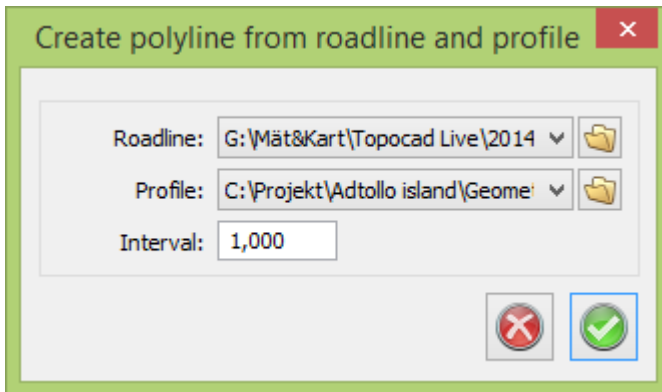 Create polyline from roadline and profile
Roadline: G:\Mät&Kart\Topocad Live\2014
Profile: C:\Projekt\Adtollo island\Geome
Interval: 1,000